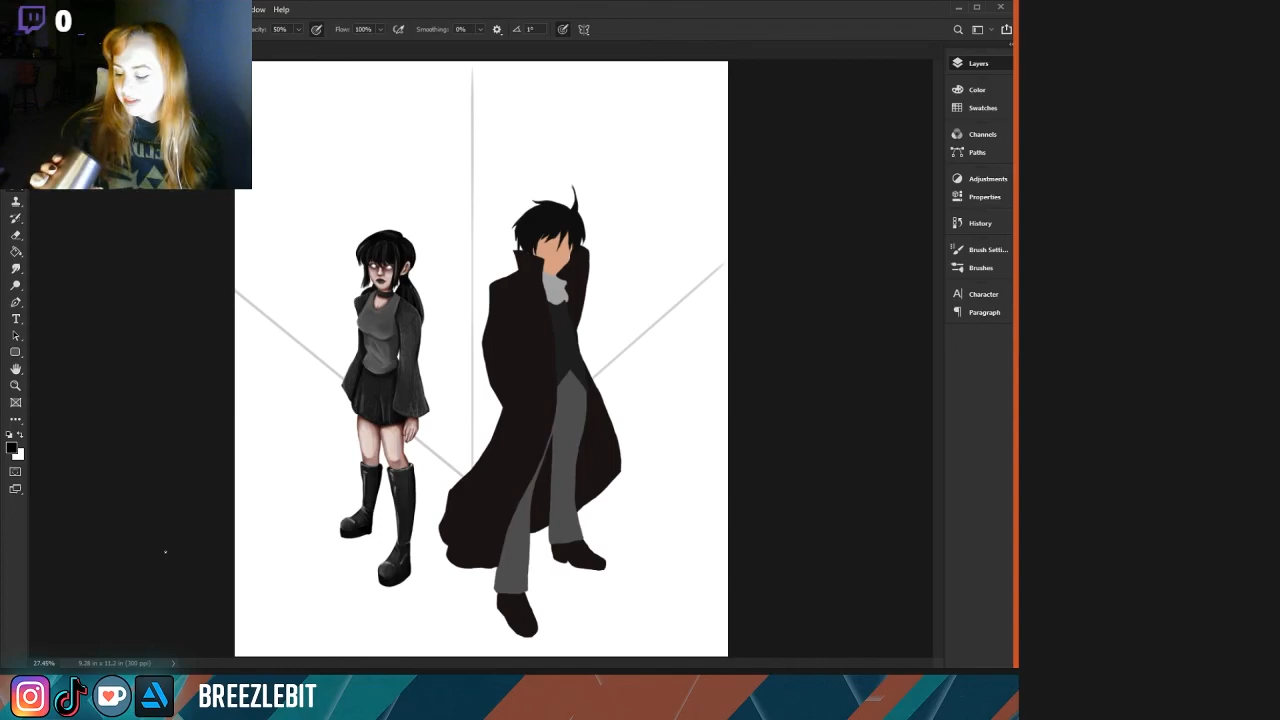 0
dow Help
acity: 50% Flow: 100% Smoothing: 0% 1°
Layers
Color
Swatches
Channels
Paths
Adjustments
Properties
History
Brush Setti...
Brushes
Character
Paragraph
27.45% 9.28 in x 11.2 in (300 ppi)
BREEZLEBIT